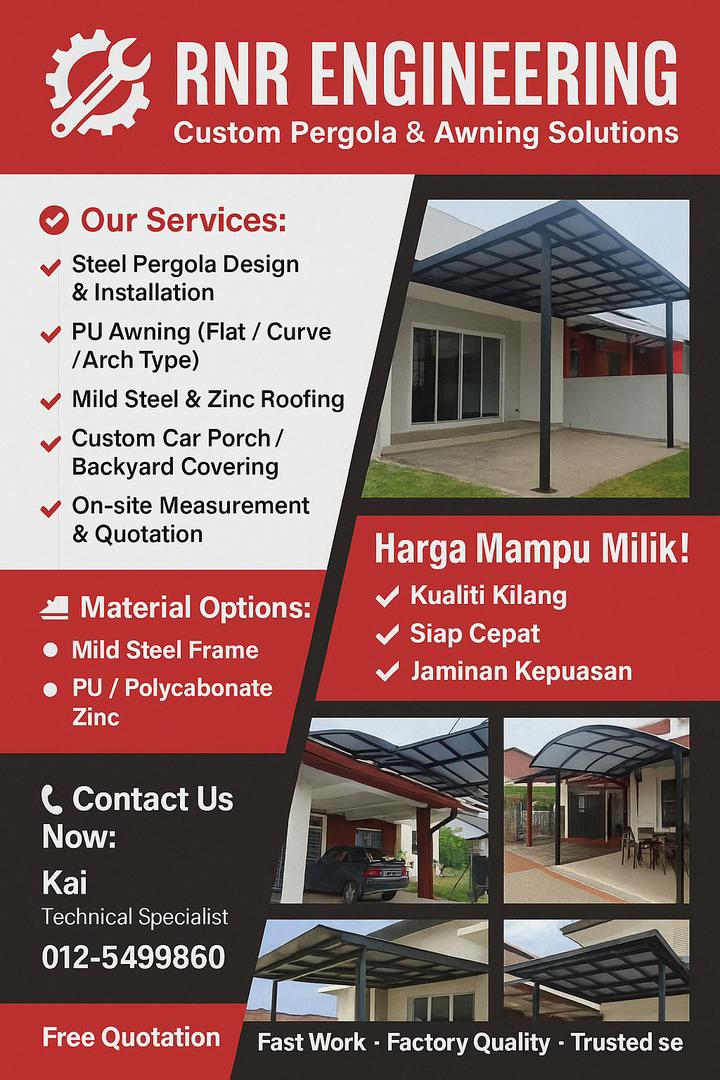 RNR ENGINEERING
Custom Pergola & Awning Solutions
Our Services:
Steel Pergola Design
& Installation
PU Awning (Flat / Curve
/Arch Type)
Mild Steel & Zinc Roofing
Custom Car Porch /
Backyard Covering
On-site Measurement
& Quotation
Material Options:
Mild Steel Frame
PU / Polycabonate
Zinc
Harga Mampu Milik!
Kualiti Kilang
Siap Cepat
Jaminan Kepuasan
Contact Us
Now:
Kai
Technical Specialist
012-5499860
Free Quotation
Fast Work · Factory Quality · Trusted se